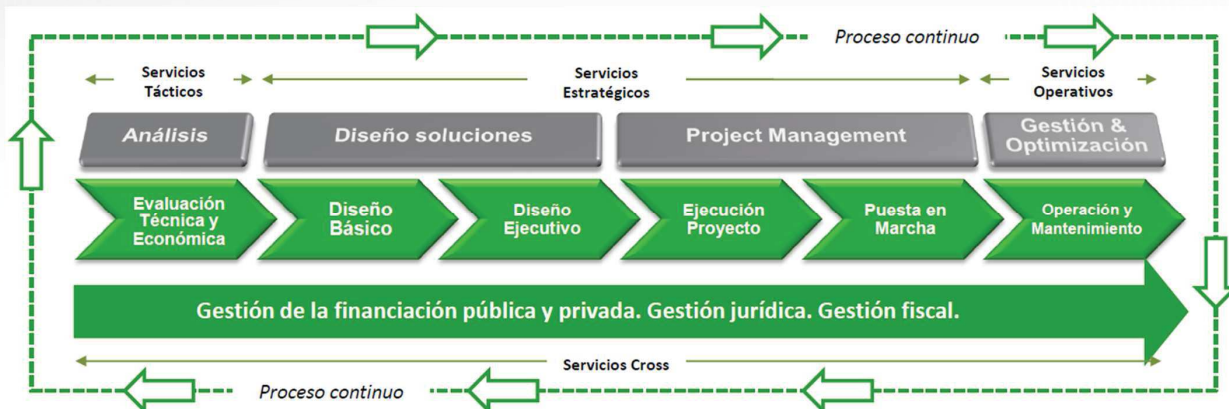 Proceso continuo
Servicios
Tácticos
Servicios
Estratégicos
Servicios
Operativos
Análisis
Diseño soluciones
Project Management
Gestión &
Optimización
Evaluación
Técnica y
Económica
Diseño
Básico
Diseño
Ejecutivo
Ejecución
Proyecto
Puesta en
Marcha
Operación y
Mantenimiento
Gestión de la financiación pública y privada. Gestión jurídica. Gestión fiscal.
Servicios Cross
Proceso continuo